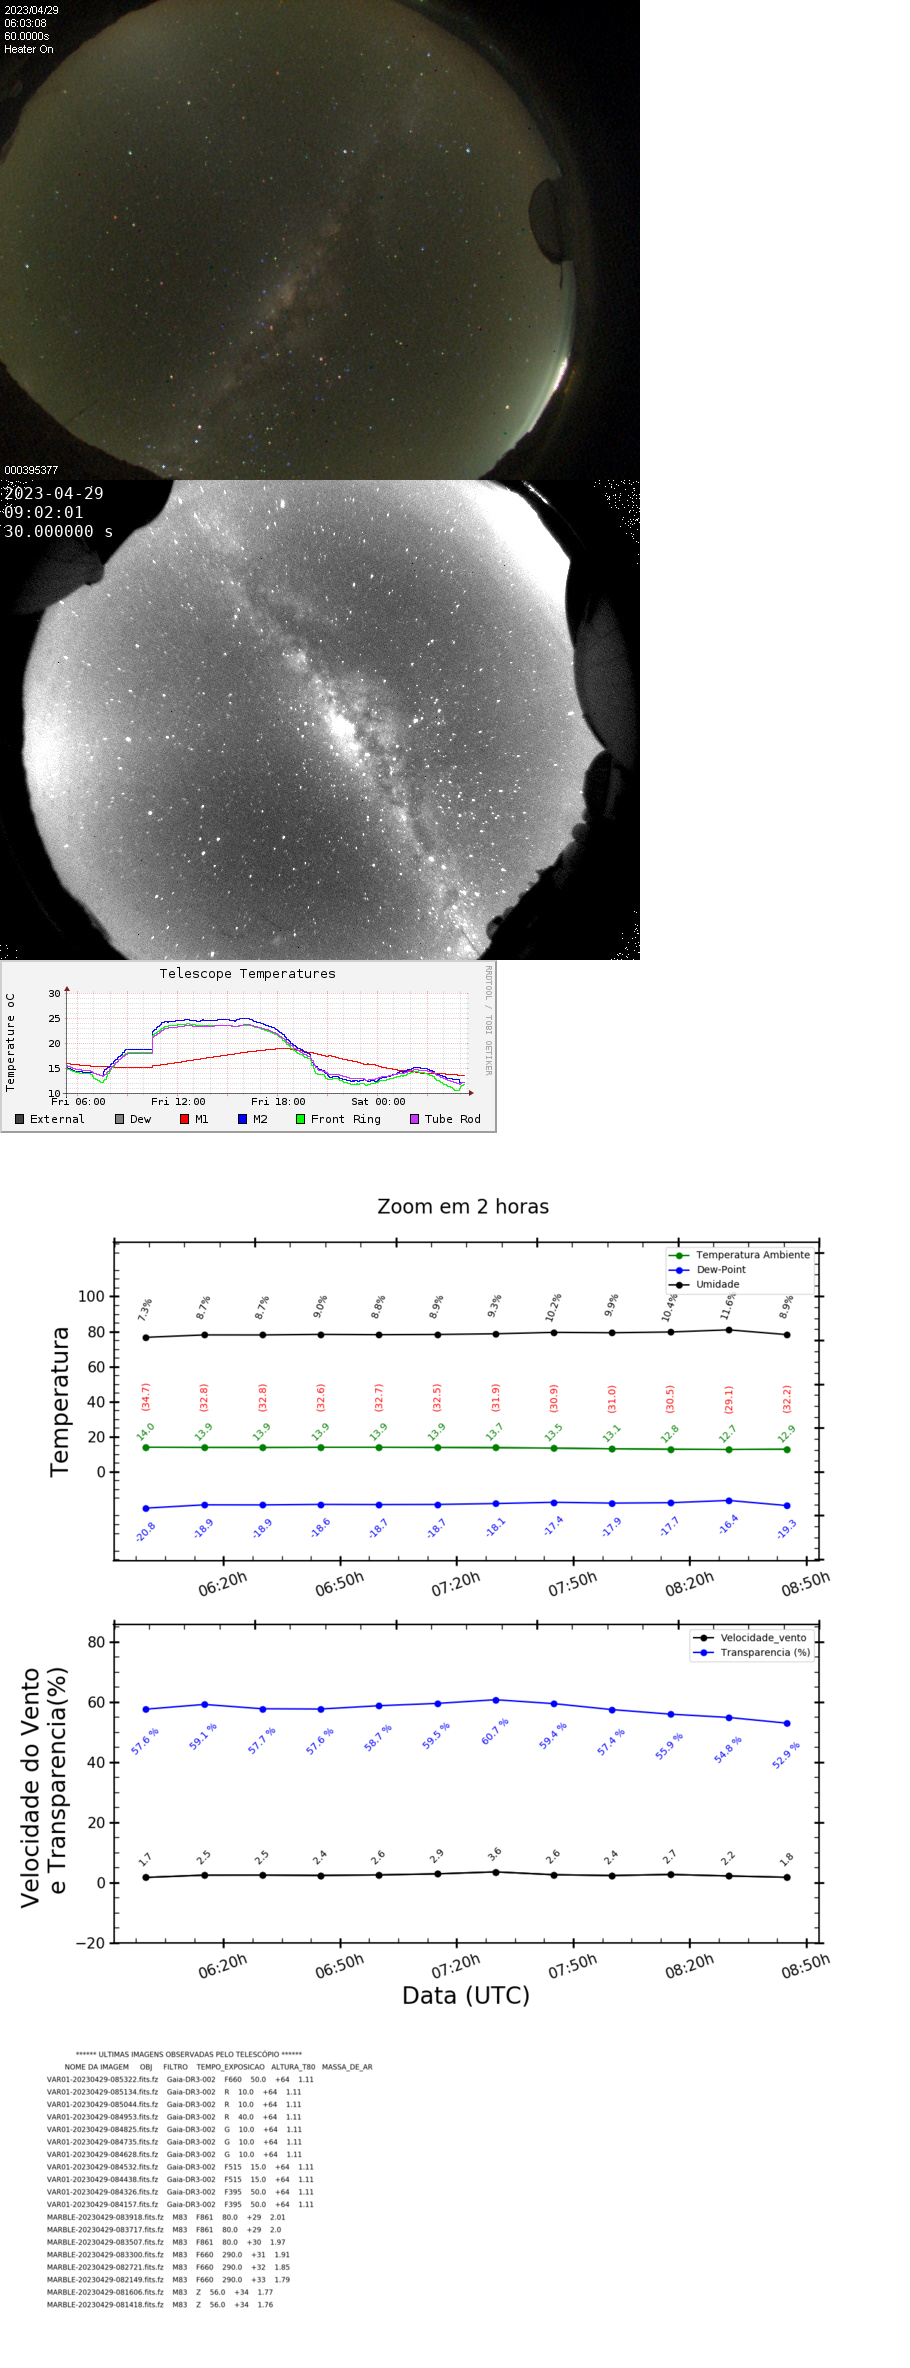 2023/04/29
06:03:08
60.0000s
Heater On
000395377
2023-04-29
09:02:01
30.000000 s
Telescope Temperatures
RRDTOOL / TOBI OETIKER
Temperature oC
30
25
20
15
10
Fri 06:00 Fri 12:00 Fri 18:00 Sat 00:00
External Dew M1 M2 Front Ring Tube Rod
Zoom em 2 horas
Temperatura Ambiente
Dew-Point
Umidade
Temperatura
100
80
60
40
20
0
7.3% 8.7% 8.7% 9.0% 8.8% 8.9% 9.3% 10.2% 9.9% 10.4% 11.6% 8.9%
(34.7) (32.8) (32.8) (32.6) (32.7) (32.5) (31.9) (30.9) (31.0) (30.5) (29.1) (32.2)
14.0 13.9 13.9 13.9 13.9 13.9 13.7 13.5 13.1 12.8 12.7 12.9
-20.8 -18.9 -18.9 -18.6 -18.7 -18.7 -18.1 -17.4 -17.9 -17.7 -16.4 -19.3
06:20h 06:50h 07:20h 07:50h 08:20h 08:50h
Velocidade_vento
Transparencia (%)
Velocidade do Vento
e Transparencia(%)
80
60
40
20
0
−20
57.6 % 59.1 % 57.7 % 57.6 % 58.7 % 59.5 % 60.7 % 59.4 % 57.4 % 55.9 % 54.8 % 52.9 %
1.7 2.5 2.5 2.4 2.6 2.9 3.6 2.6 2.4 2.7 2.2 1.8
06:20h 06:50h 07:20h 07:50h 08:20h 08:50h
Data (UTC)
****** ULTIMAS IMAGENS OBSERVADAS PELO TELESCÓPIO ******
NOME DA IMAGEM OBJ FILTRO TEMPO_EXPOSICAO ALTURA_T80 MASSA_DE_AR
VAR01-20230429-085322.fits.fz Gaia-DR3-002 F660 50.0 +64 1.11
VAR01-20230429-085134.fits.fz Gaia-DR3-002 R 10.0 +64 1.11
VAR01-20230429-085044.fits.fz Gaia-DR3-002 R 10.0 +64 1.11
VAR01-20230429-084953.fits.fz Gaia-DR3-002 R 40.0 +64 1.11
VAR01-20230429-084825.fits.fz Gaia-DR3-002 G 10.0 +64 1.11
VAR01-20230429-084735.fits.fz Gaia-DR3-002 G 10.0 +64 1.11
VAR01-20230429-084628.fits.fz Gaia-DR3-002 G 10.0 +64 1.11
VAR01-20230429-084532.fits.fz Gaia-DR3-002 F515 15.0 +64 1.11
VAR01-20230429-084438.fits.fz Gaia-DR3-002 F515 15.0 +64 1.11
VAR01-20230429-084326.fits.fz Gaia-DR3-002 F395 50.0 +64 1.11
VAR01-20230429-084157.fits.fz Gaia-DR3-002 F395 50.0 +64 1.11
MARBLE-20230429-083918.fits.fz M83 F861 80.0 +29 2.01
MARBLE-20230429-083717.fits.fz M83 F861 80.0 +29 2.0
MARBLE-20230429-083507.fits.fz M83 F861 80.0 +30 1.97
MARBLE-20230429-083300.fits.fz M83 F660 290.0 +31 1.91
MARBLE-20230429-082721.fits.fz M83 F660 290.0 +32 1.85
MARBLE-20230429-082149.fits.fz M83 F660 290.0 +33 1.79
MARBLE-20230429-081606.fits.fz M83 Z 56.0 +34 1.77
MARBLE-20230429-081418.fits.fz M83 Z 56.0 +34 1.76